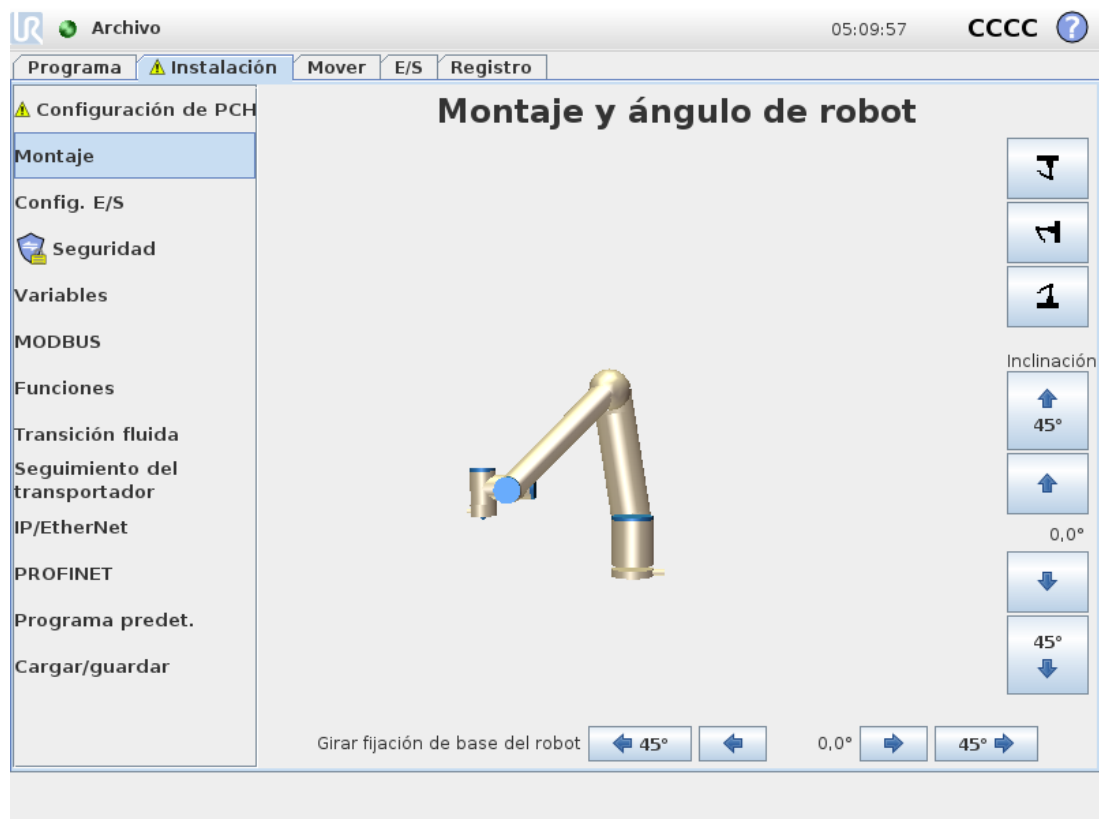 UR Archivo 05:09:57 CCCC ?
Programa Instalación Mover E/S Registro
Configuración de PCH
Montaje
Config. E/S
Seguridad
Variables
MODBUS
Funciones
Transición fluida
Seguimiento del
transportador
IP/EtherNet
PROFINET
Programa predet.
Cargar/guardar
Montaje y ángulo de robot
Inclinación
45°
0,0°
45°
Girar fijación de base del robot 45° 0,0° 45°